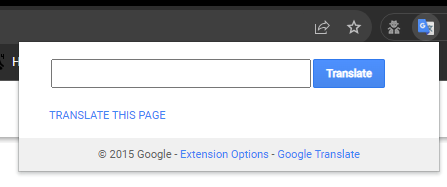 H
Translate
TRANSLATE THIS PAGE
© 2015 Google - Extension Options - Google Translate